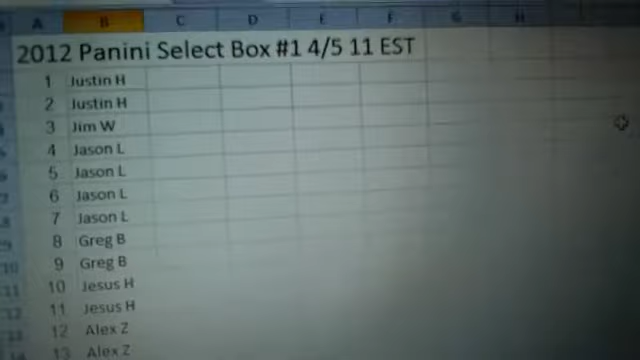 A B C D E F G H
2012 Panini Select Box #1 4/5 11 EST
1 Justin H
2 Justin H
3 Jim W
4 Jason L
5 Jason L
6 Jason L
7 Jason L
8 Greg B
9 Greg B
10 Jesus H
11 Jesus H
12 Alex Z
13 Alex Z